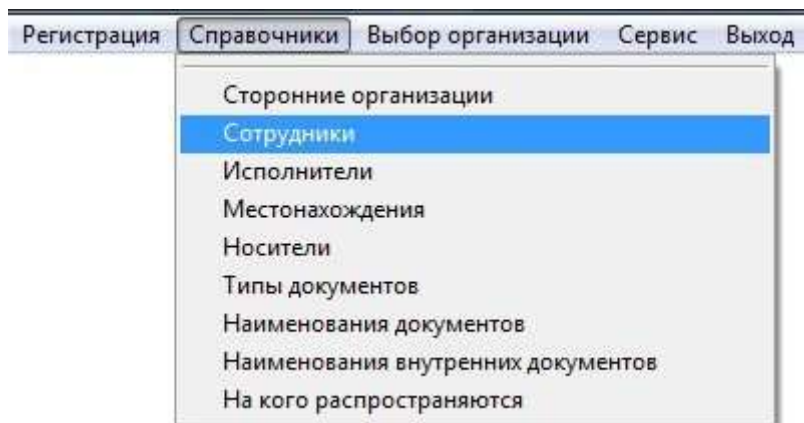 Регистрация Справочники Выбор организации Сервис Выход
Сторонние организации
Сотрудники
Исполнители
Местонахождения
Носители
Типы документов
Наименования документов
Наименования внутренних документов
На кого распространяются